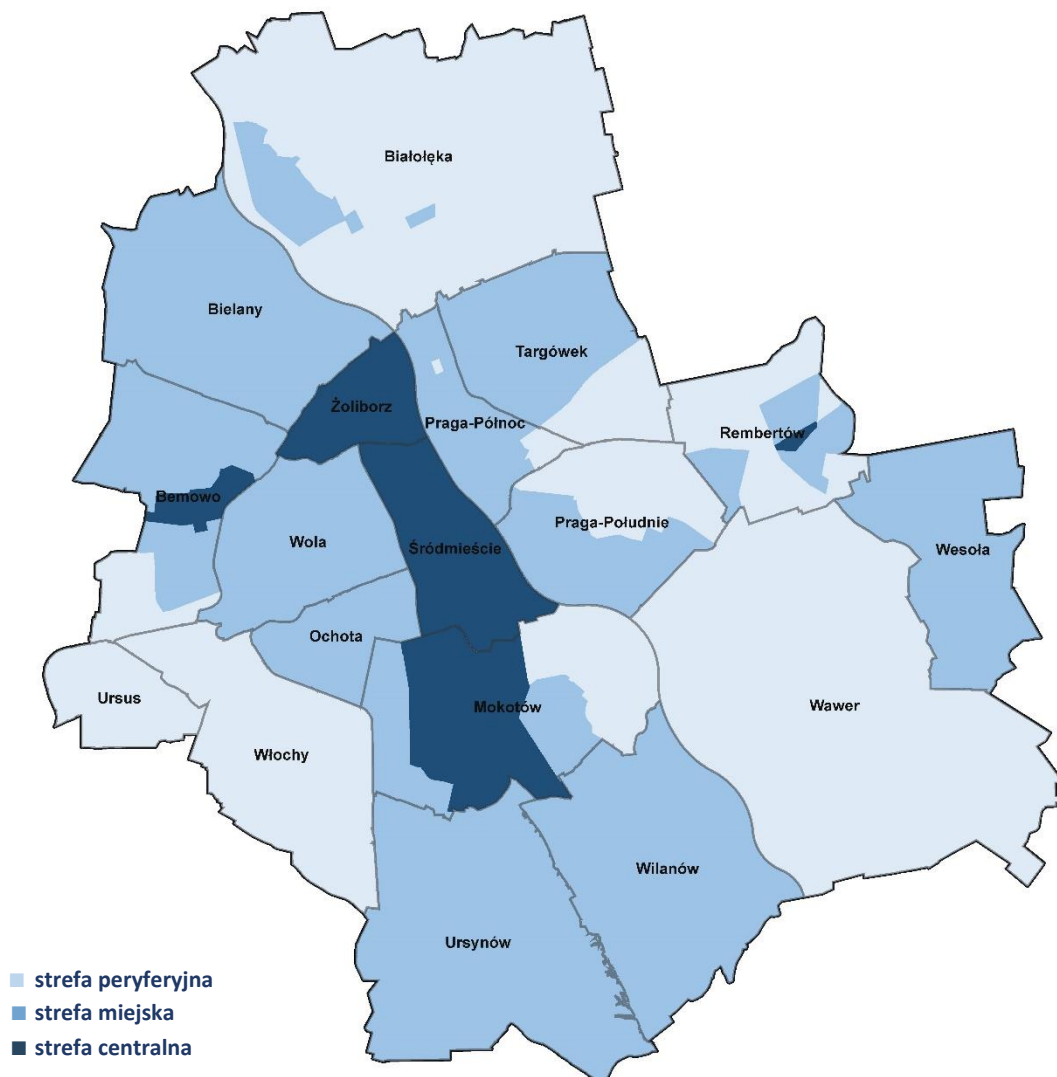 Białołęka
Bielany
Targówek
Żoliborz
Praga-Północ
Rembertów
Bemowo
Praga-Południe
Wola
Śródmieście
Wesoła
Ochota
Ursus
Mokotów
Wawer
Włochy
Wilanów
Ursynów
strefa peryferyjna
strefa miejska
strefa centralna